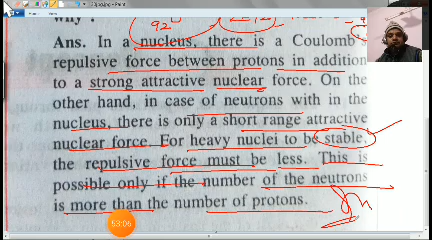 why ?
92
Ans. In a nucleus, there is a Coulomb's
repulsive force between protons in addition
to a strong attractive nuclear force. On the
other hand, in case of neutrons with in the
nucleus, there is only a short range attractive
nuclear force. For heavy nuclei to be stable,
the repulsive force must be less. This is
possible only if the number of the neutrons
is more than the number of protons.
53:06